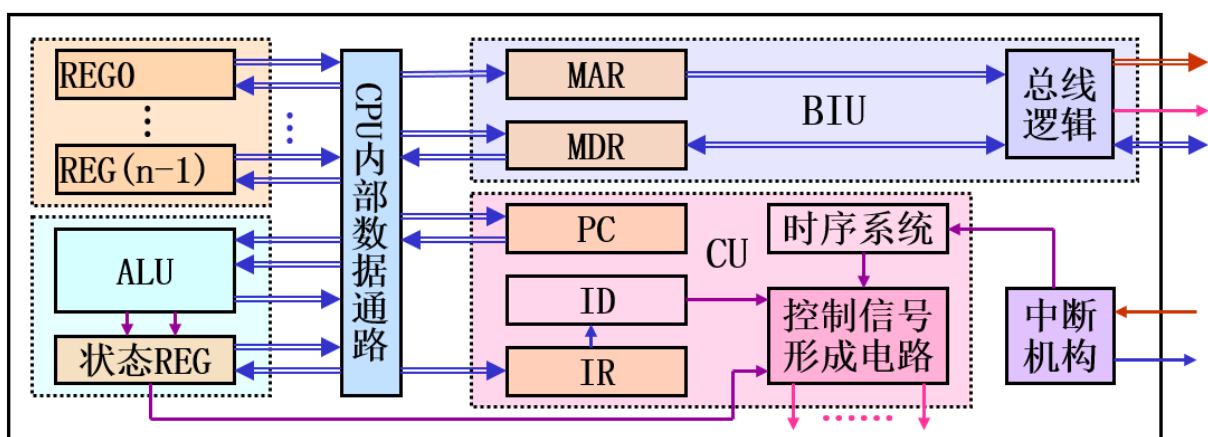 REG0
REG(n-1)
ALU
状态REG
CPU内部数据通路
MAR
MDR
BIU
总线
逻辑
PC
CU
时序系统
ID
IR
控制信号
形成电路
中断
机构